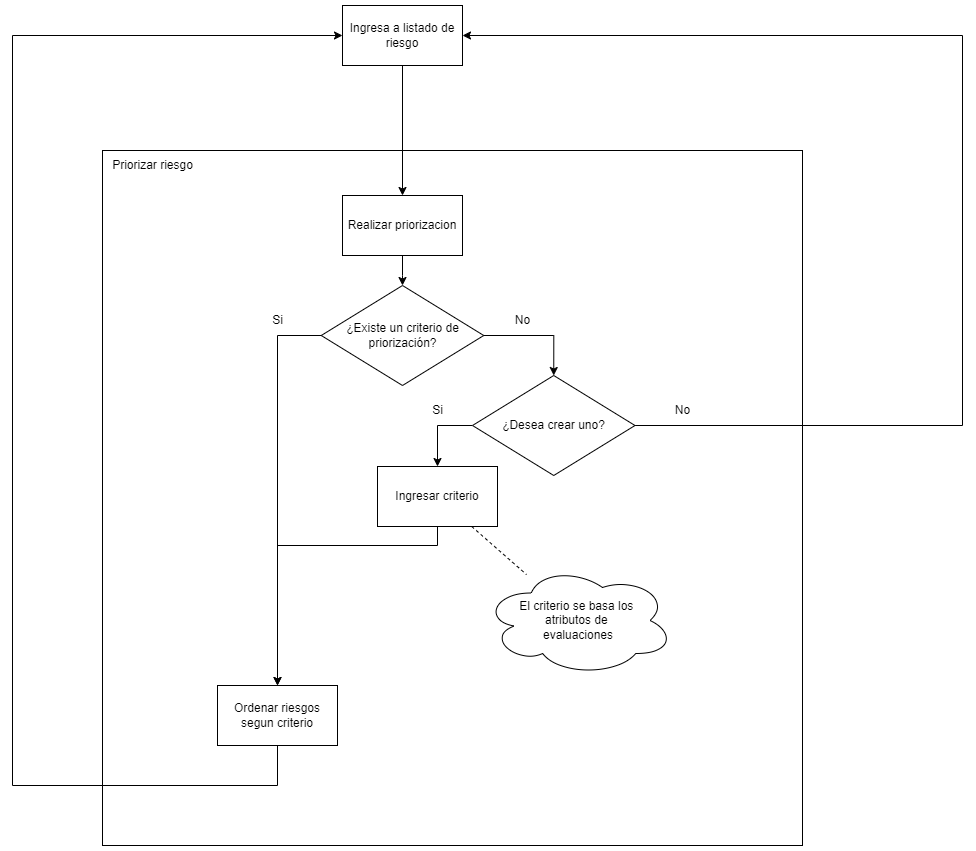 Ingresa a listado de
riesgo
Priorizar riesgo
Realizar priorizacion
Si
No
¿Existe un criterio de
priorización?
Si
No
¿Desea crear uno?
Ingresar criterio
El criterio se basa los
atributos de
evaluaciones
Ordenar riesgos
segun criterio